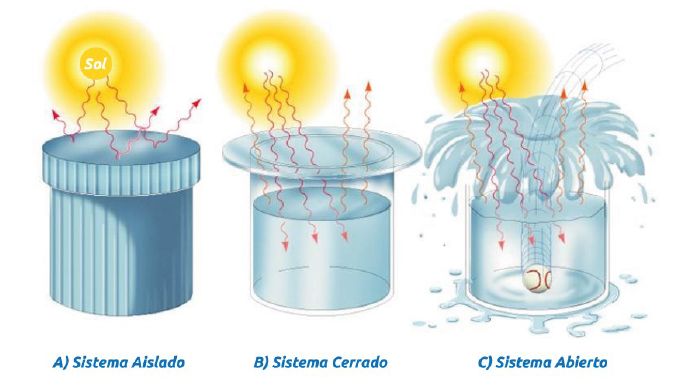 Sol
A) Sistema Aislado
B) Sistema Cerrado
C) Sistema Abierto